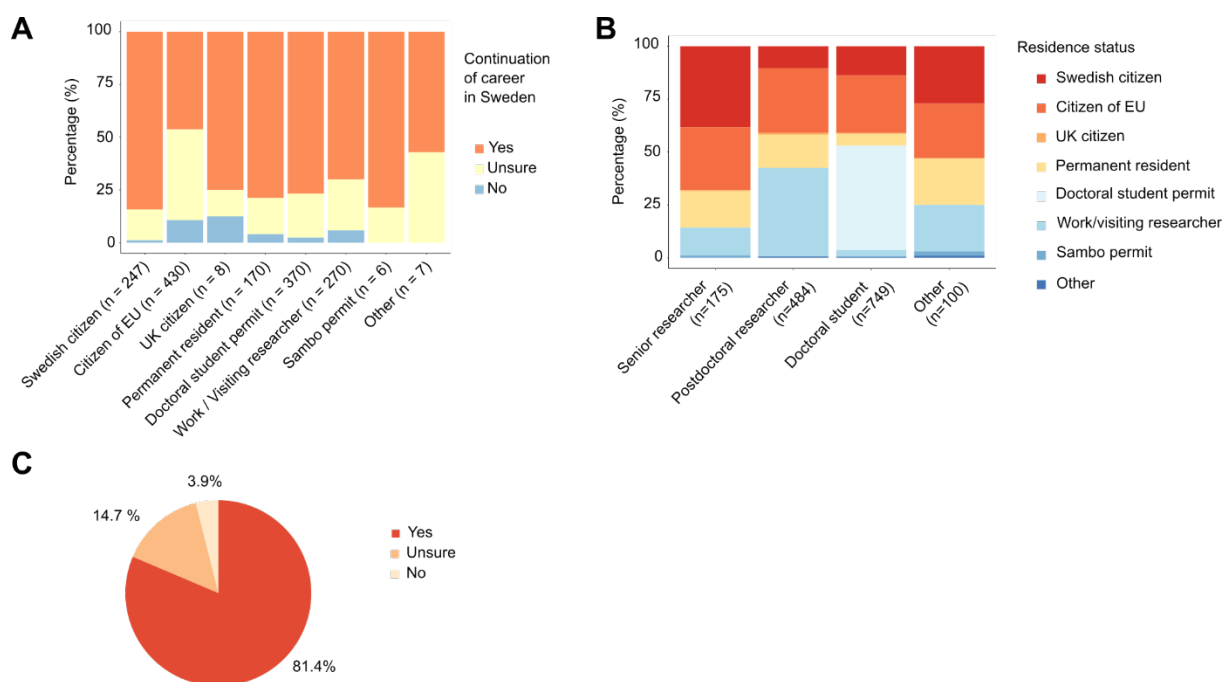 A
100
75
50
25
0
Percentage (%)
Swedish citizen (n = 247)
Citizen of EU (n = 430)
UK citizen (n = 8)
Permanent resident (n = 170)
Doctoral student permit (n = 370)
Work / Visiting researcher (n = 270)
Sambo permit (n = 6)
Other (n = 7)
Continuation
of career
in Sweden
Yes
Unsure
No
B
100
75
50
25
0
Percentage (%)
Senior researcher
(n=175)
Postdoctoral researcher
(n=484)
Doctoral student
(n=749)
Other
(n=100)
Residence status
Swedish citizen
Citizen of EU
UK citizen
Permanent resident
Doctoral student permit
Work/visiting researcher
Sambo permit
Other
C
3.9%
14.7 %
81.4%
Yes
Unsure
No